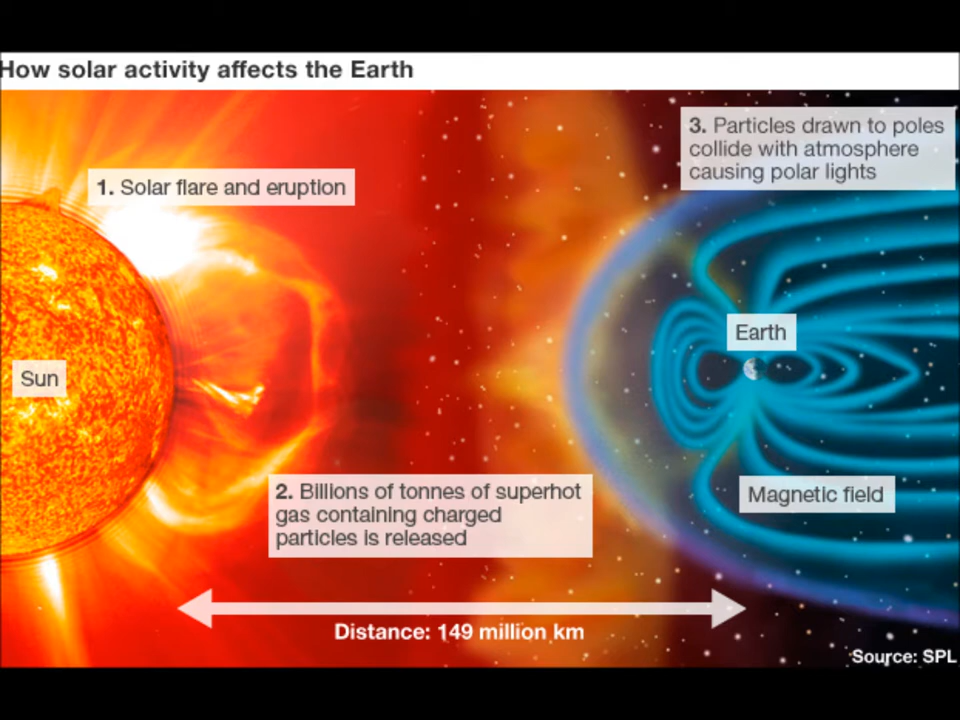 How solar activity affects the Earth
1. Solar flare and eruption
3. Particles drawn to poles
collide with atmosphere
causing polar lights
Earth
Sun
2. Billions of tonnes of superhot
gas containing charged
particles is released
Magnetic field
Distance: 149 million km
Source: SPL